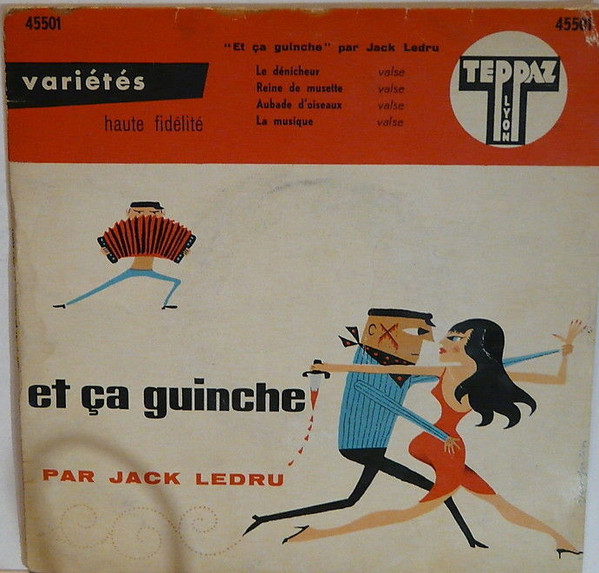 45501
45501
"Et ça guinche" par Jack Ledru
variétés
haute fidélité
Le dénicheur valse
Reine de musette valse
Aubade d'oiseaux valse
La musique valse
TEPPAZ
LYON
et ça guinche
PAR JACK LEDRU